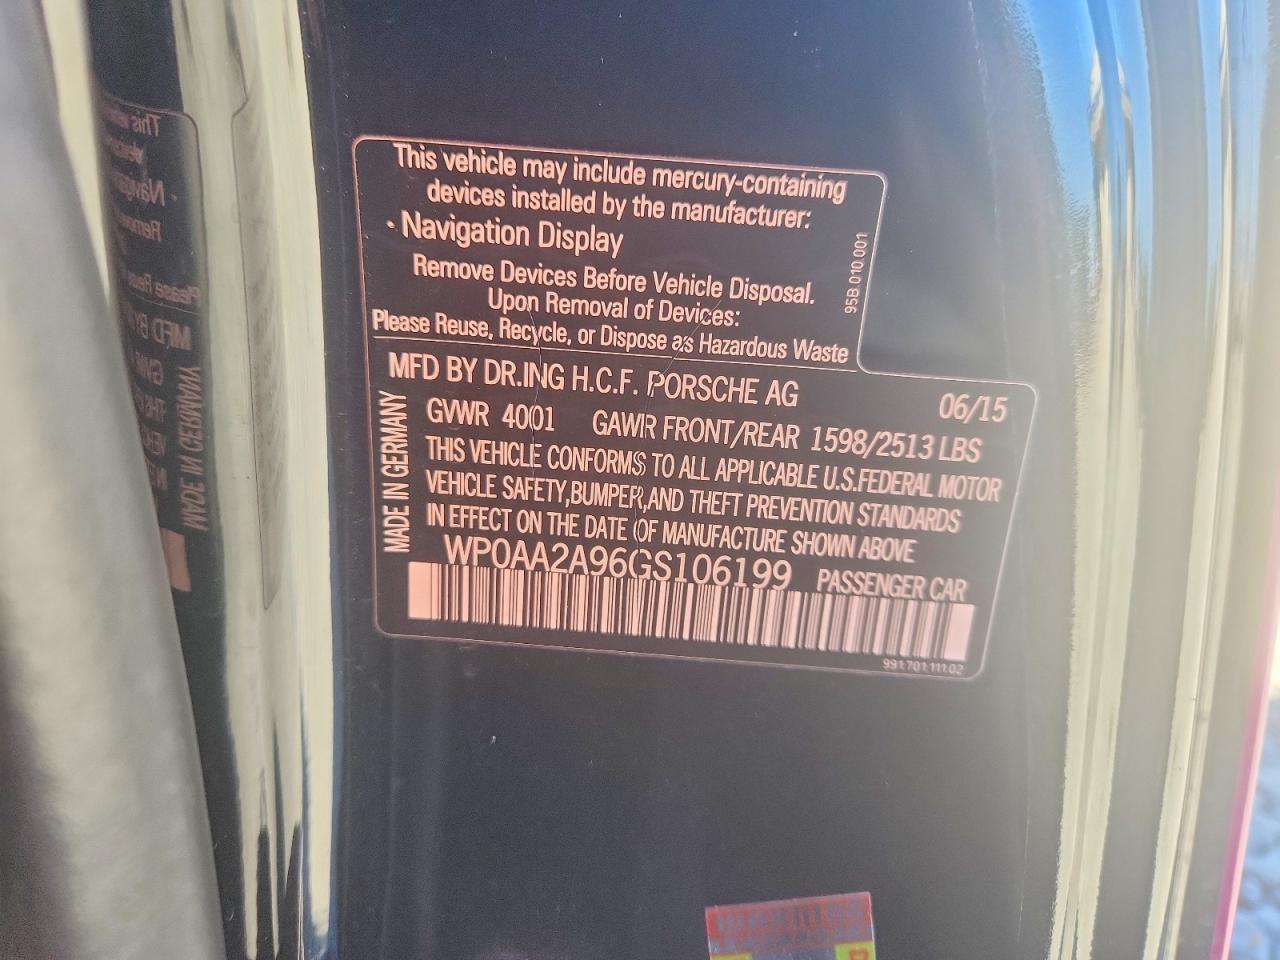 This vehicle may include mercury-containing
devices installed by the manufacturer:
• Navigation Display
Remove Devices Before Vehicle Disposal.
Upon Removal of Devices:
Please Reuse, Recycle, or Dispose as Hazardous Waste
95B.010.001
MFD BY DR.ING H.C.F. PORSCHE AG 06/15
GVWR 4001 GAWR FRONT/REAR 1598/2513 LBS
THIS VEHICLE CONFORMS TO ALL APPLICABLE U.S.FEDERAL MOTOR
VEHICLE SAFETY,BUMPER,AND THEFT PREVENTION STANDARDS
IN EFFECT ON THE DATE OF MANUFACTURE SHOWN ABOVE
MADE IN GERMANY
WP0AA2A96GS106199 PASSENGER CAR
991 701 111 02